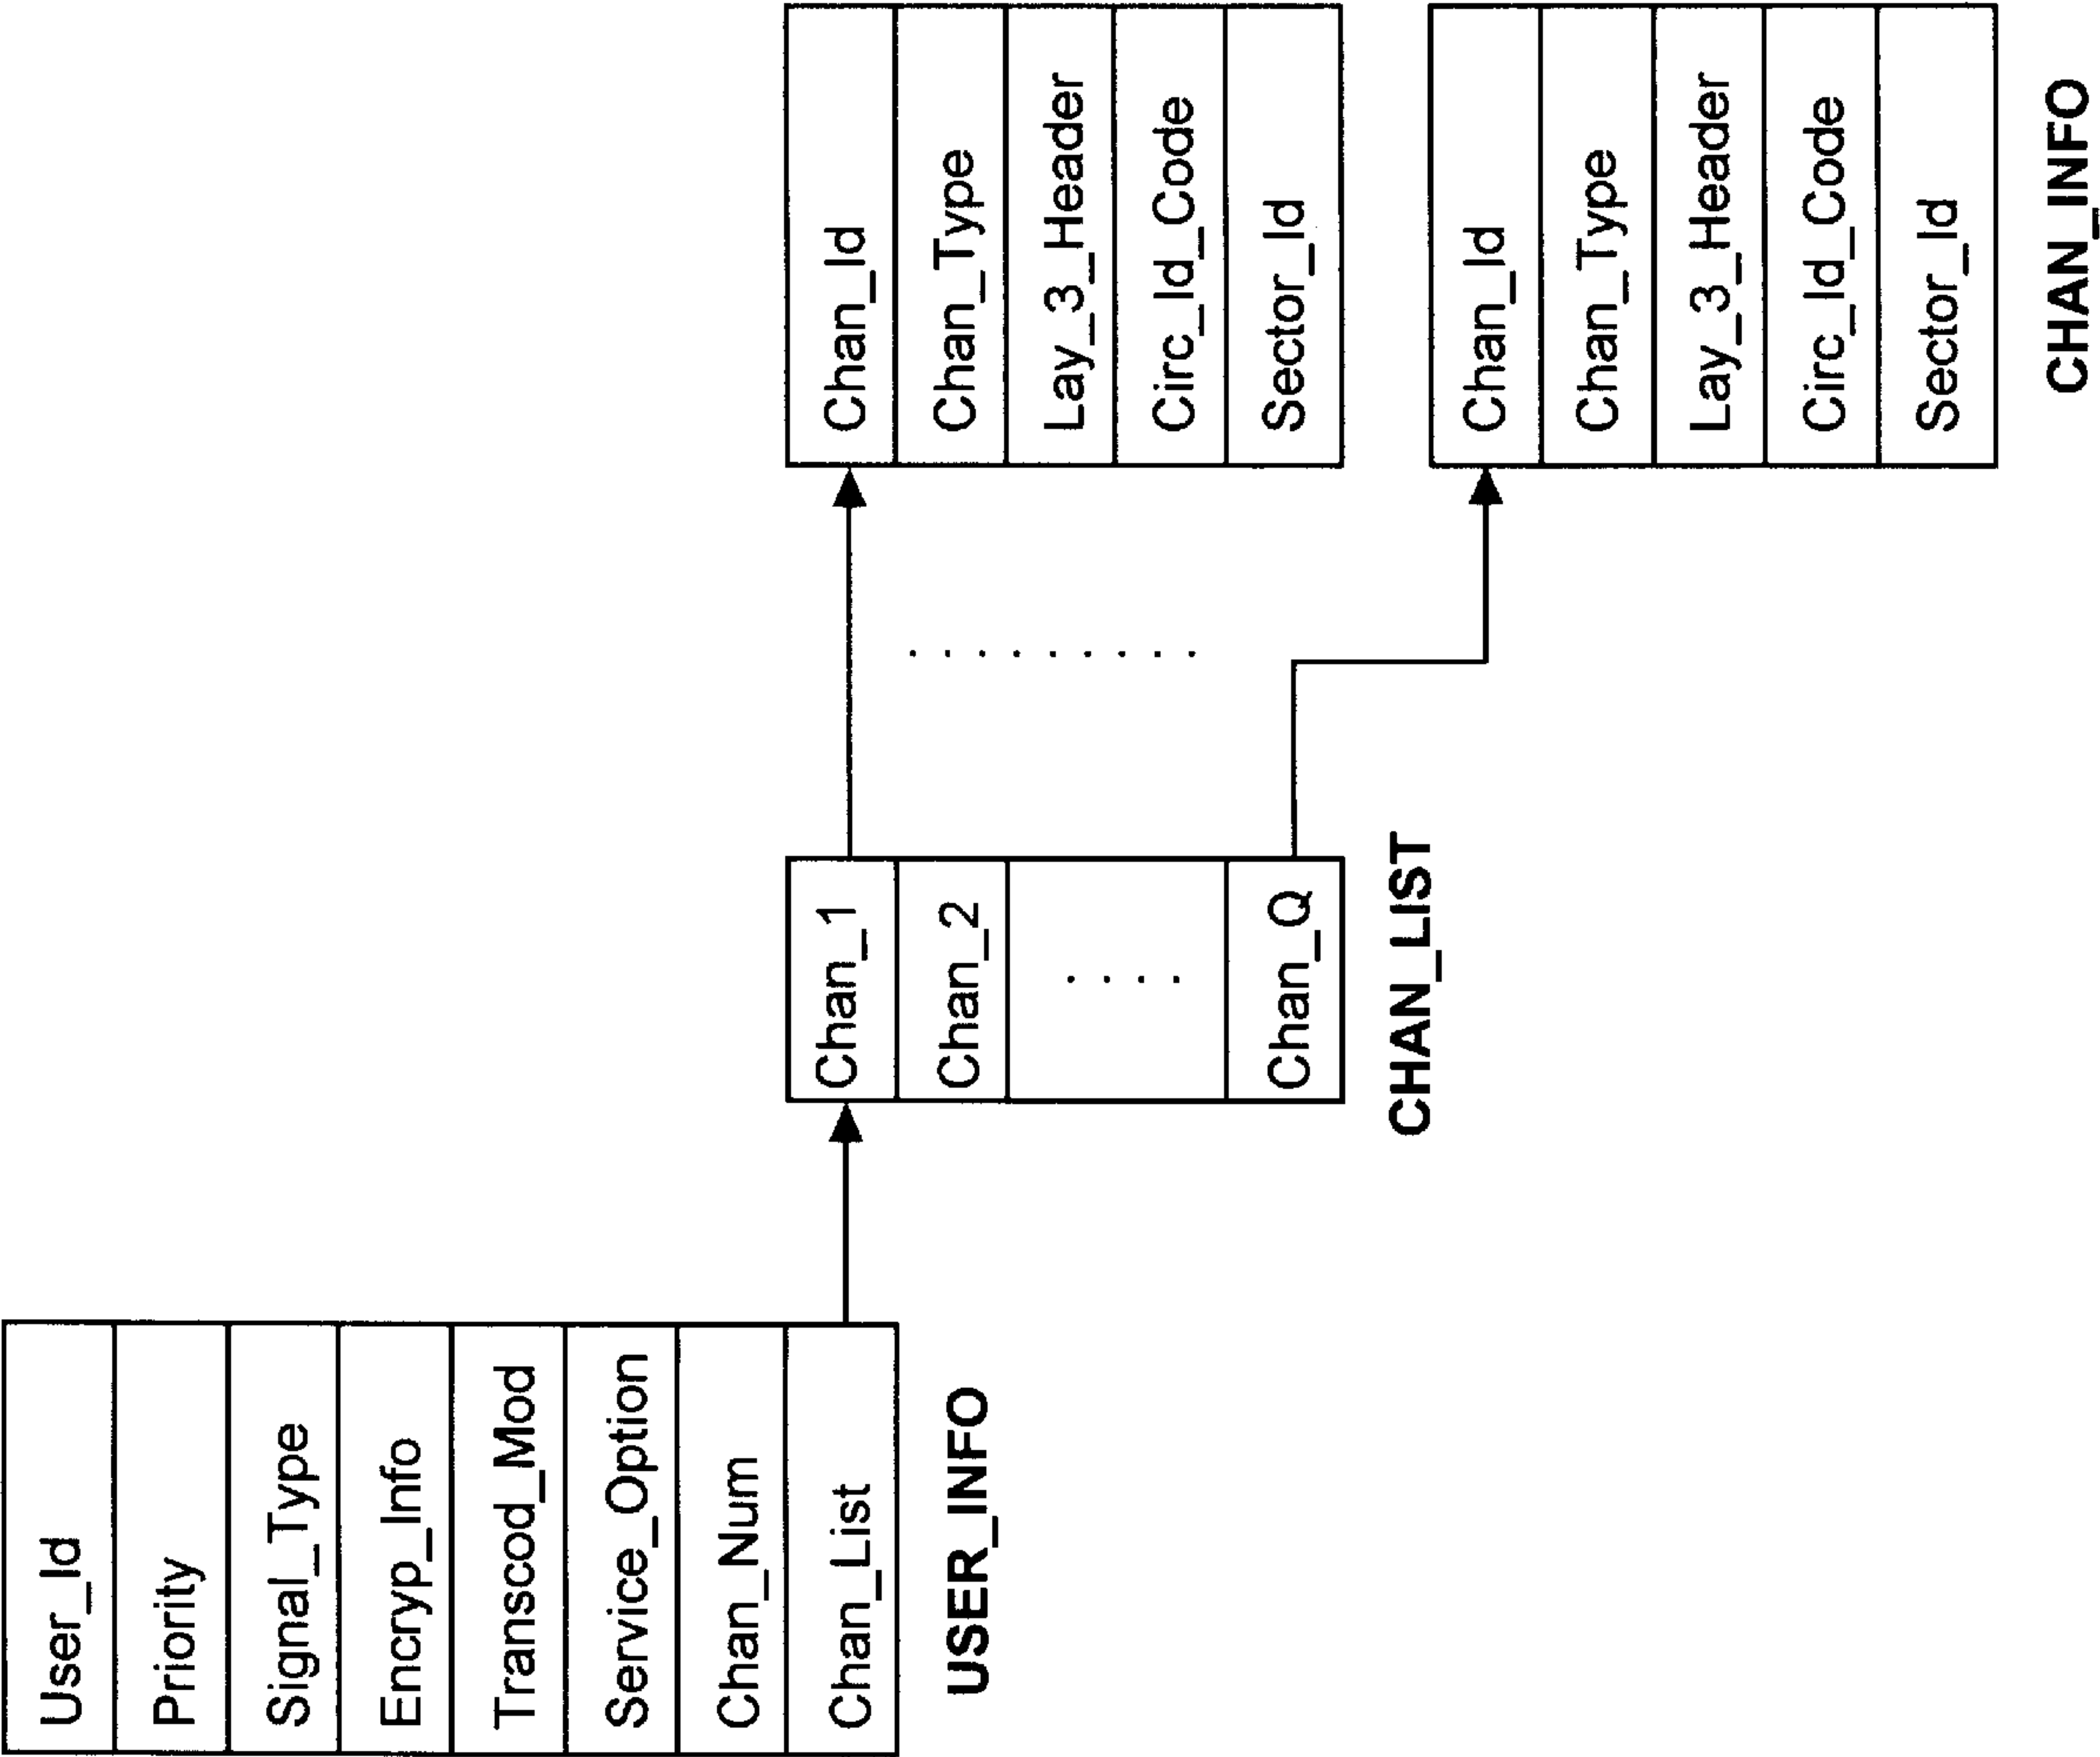 User_Id
Priority
Signal_Type
Encryp_Info
Transcod_Mod
Service_Option
Chan_Num
Chan_List
USER_INFO
Chan_1
Chan_2
. . . .
Chan_Q
CHAN_LIST
. . . . . . . . .
Chan_Id
Chan_Type
Lay_3_Header
Circ_Id_Code
Sector_Id
Chan_Id
Chan_Type
Lay_3_Header
Circ_Id_Code
Sector_Id
CHAN_INFO